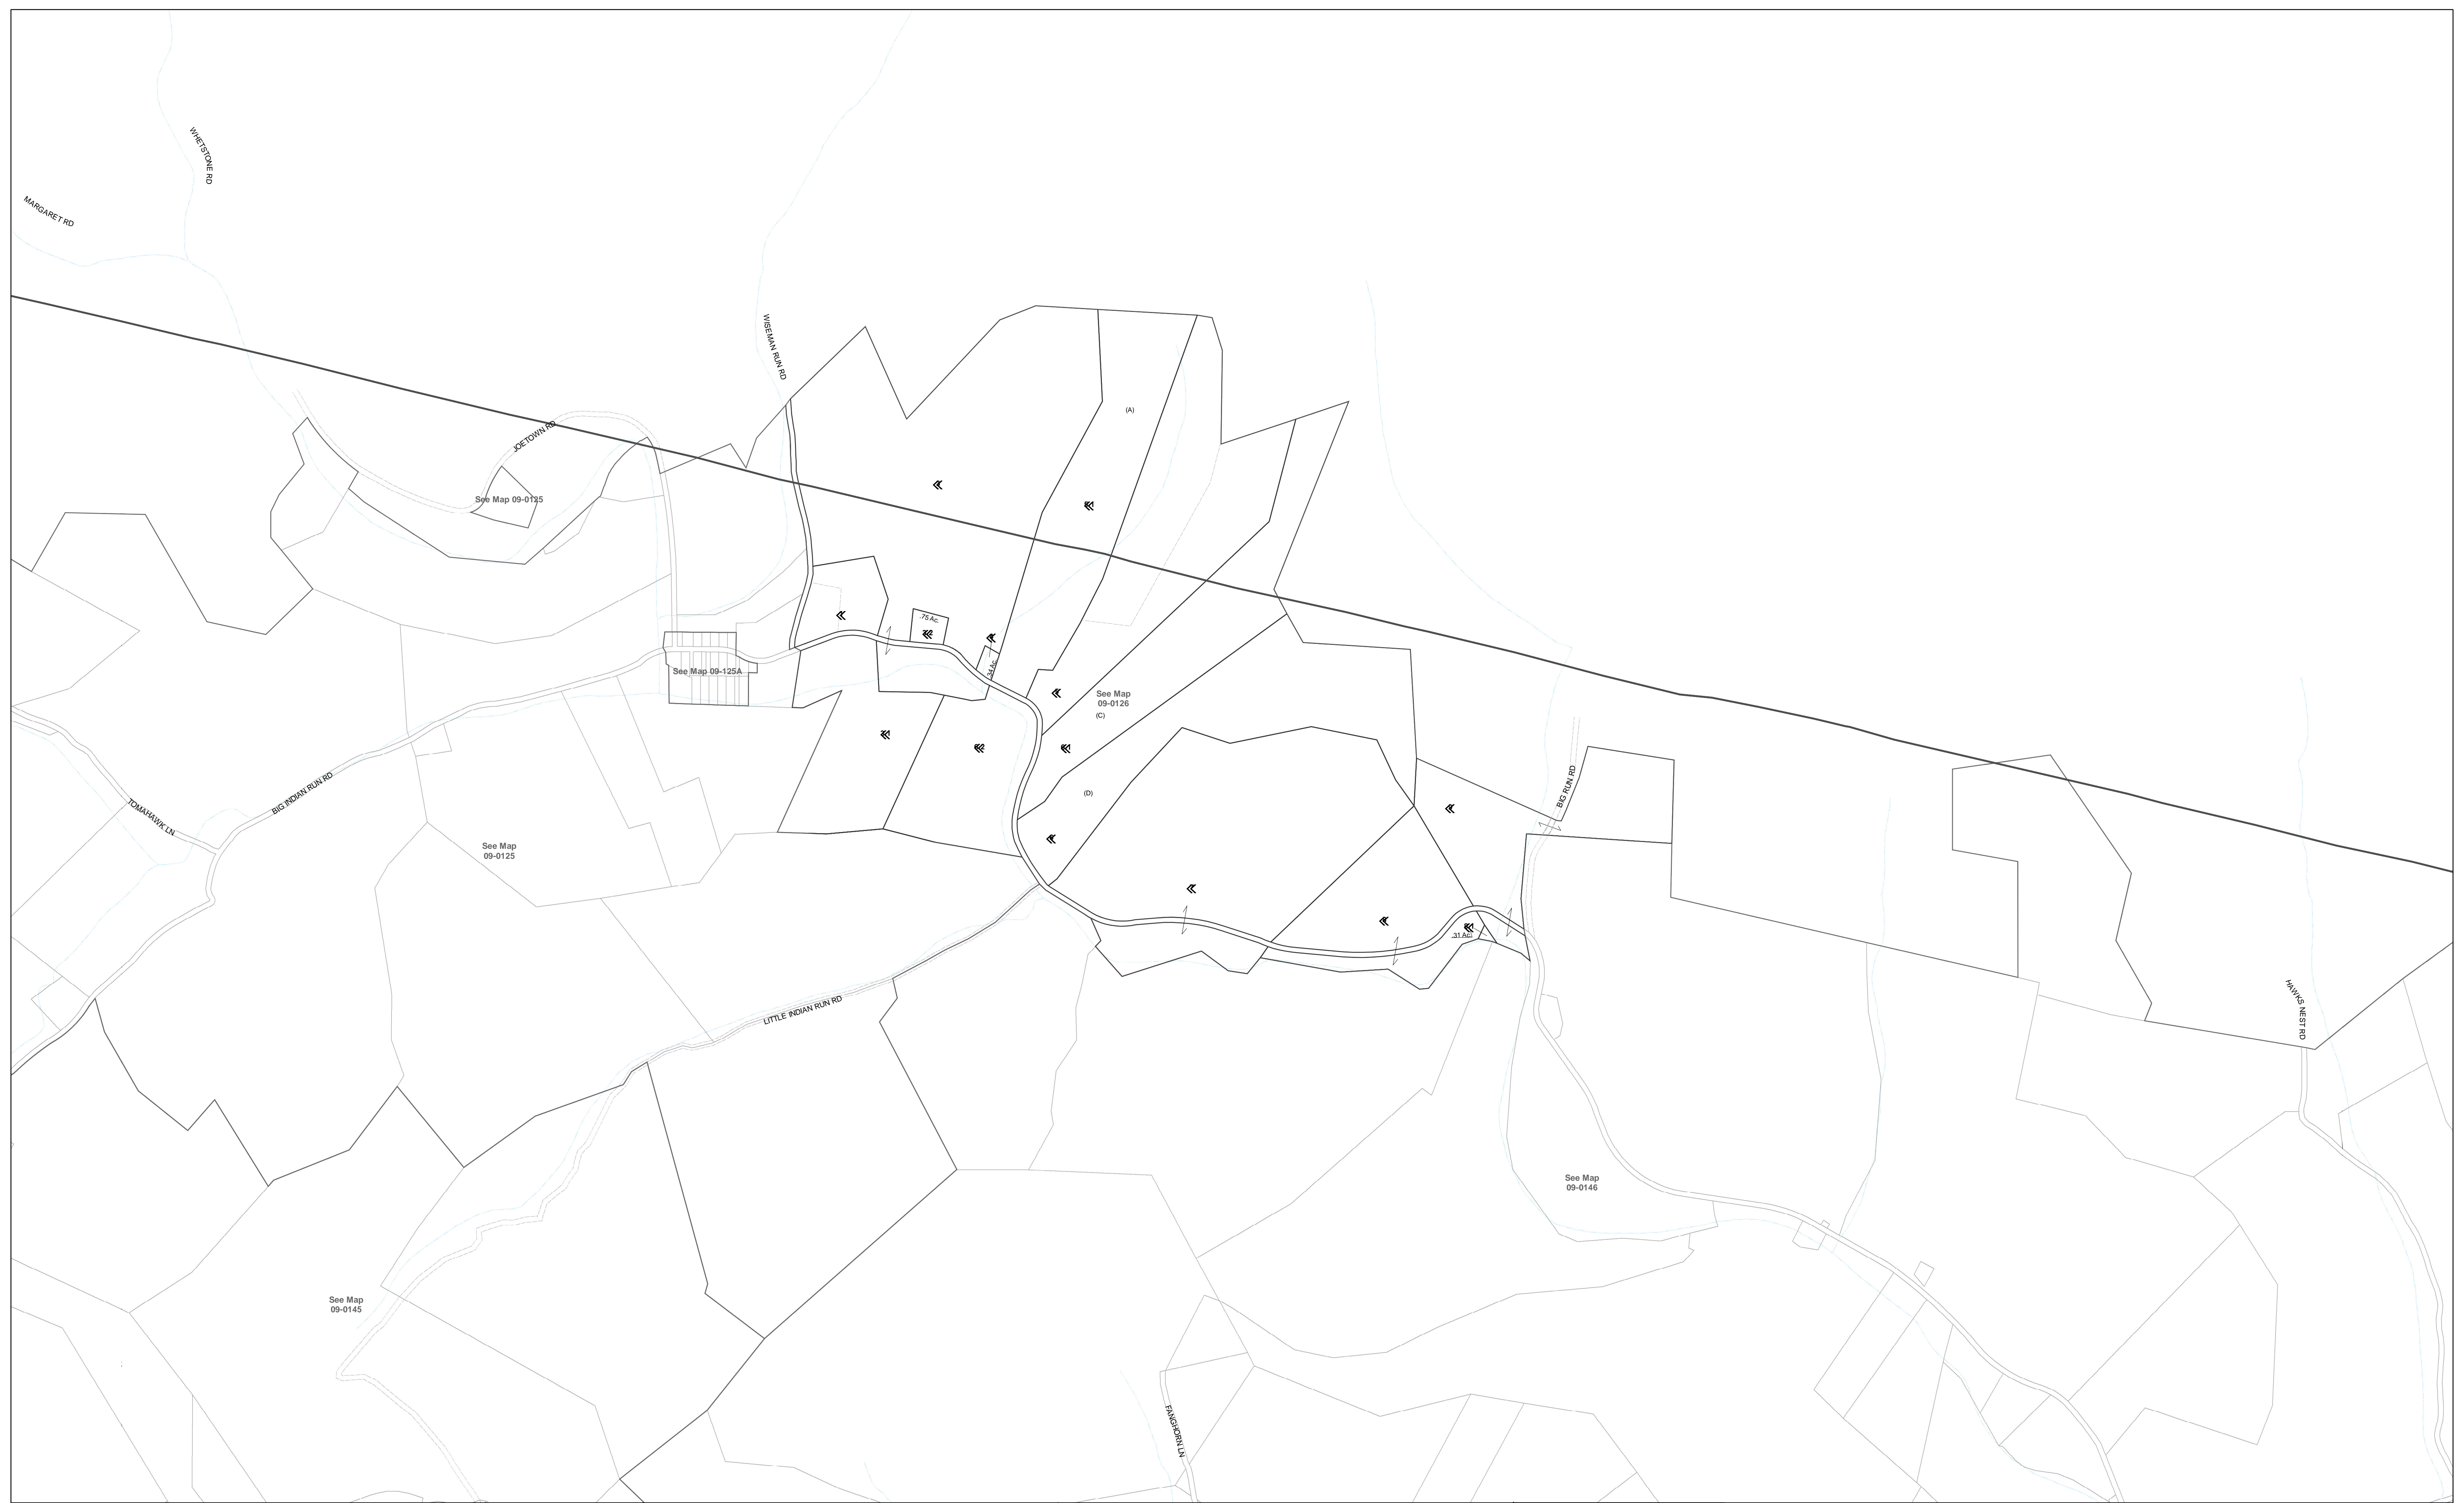 WHETSTONE RD
MARGARET RD
WISEMAN RUN RD
(A)
JOETOWN RD
See Map 09-0125
.75 Ac.
.34 Ac.
See Map 09-125A
See Map
09-0126
(C)
BIG RUN RD
(D)
BIG INDIAN RUN RD
TOMAHAWK LN
See Map
09-0125
.31 Ac.
LITTLE INDIAN RUN RD
HAWKS NEST RD
See Map
09-0146
See Map
09-0145
FANGHORN LN